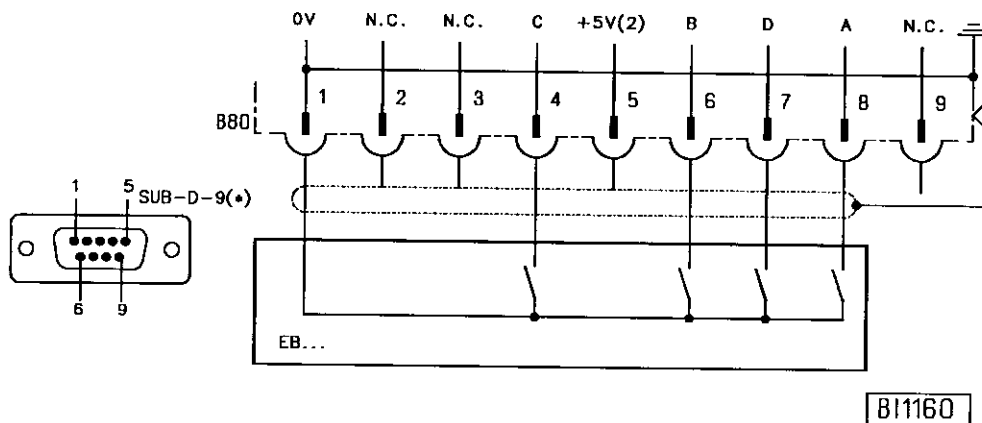 0V N.C. N.C. C +5V(2) B D A N.C.
1 2 3 4 5 6 7 8 9
B80
1 5 SUB-D-9(*)
6 9
EB...
BI1160